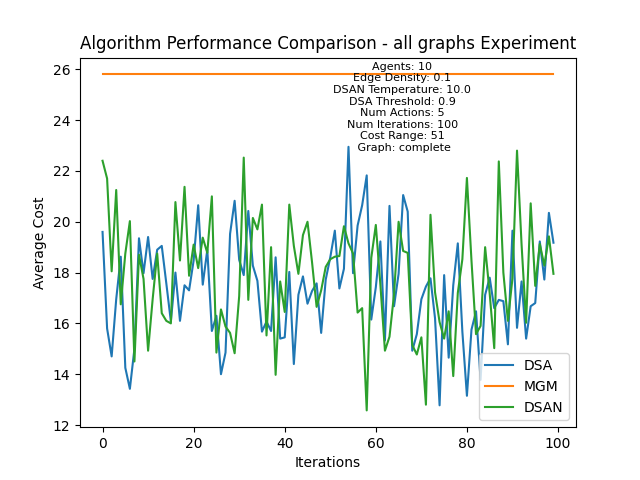 Algorithm Performance Comparison - all graphs Experiment
Agents: 10
Edge Density: 0.1
DSAN Temperature: 10.0
DSA Threshold: 0.9
Num Actions: 5
Num Iterations: 100
Cost Range: 51
Graph: complete
Average Cost
26
24
22
20
18
16
14
12
0
20
40
60
80
100
Iterations
DSA
MGM
DSAN